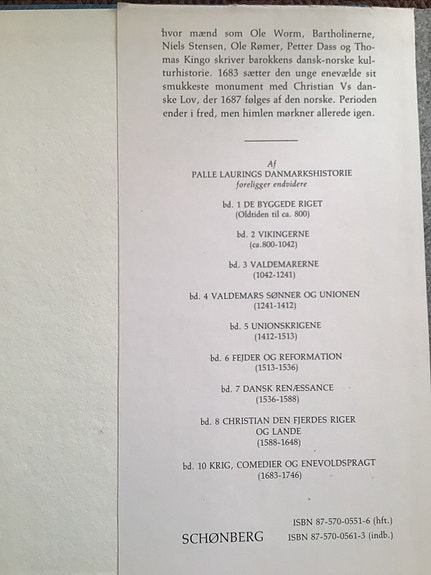 hvor mænd som Ole Worm, Bartholinerne,
Niels Stensen, Ole Rømer, Petter Dass og Tho-
mas Kingo skriver barokkens dansk-norske kul-
turhistorie. 1683 sætter den unge enevælde sit
smukkeste monument med Christian Vs dan-
ske Lov, der 1687 følges af den norske. Perioden
ender i fred, men himlen mørkner allerede igen.
Af
PALLE LAURINGS DANMARKSHISTORIE
foreligger endvidere
bd. 1 DE BYGGEDE RIGET
(Oldtiden til ca. 800)
bd. 2 VIKINGERNE
(ca.800-1042)
bd. 3 VALDEMARERNE
(1042-1241)
bd. 4 VALDEMARS SØNNER OG UNIONEN
(1241-1412)
bd. 5 UNIONSKRIGENE
(1412-1513)
bd. 6 FEJDER OG REFORMATION
(1513-1536)
bd. 7 DANSK RENÆSSANCE
(1536-1588)
bd. 8 CHRISTIAN DEN FJERDES RIGER
OG LANDE
(1588-1648)
bd. 10 KRIG, COMEDIER OG ENEVOLDSPRAGT
(1683-1746)
ISBN 87-570-0551-6 (hft.)
SCHØNBERG ISBN 87-570-0561-3 (indb.)